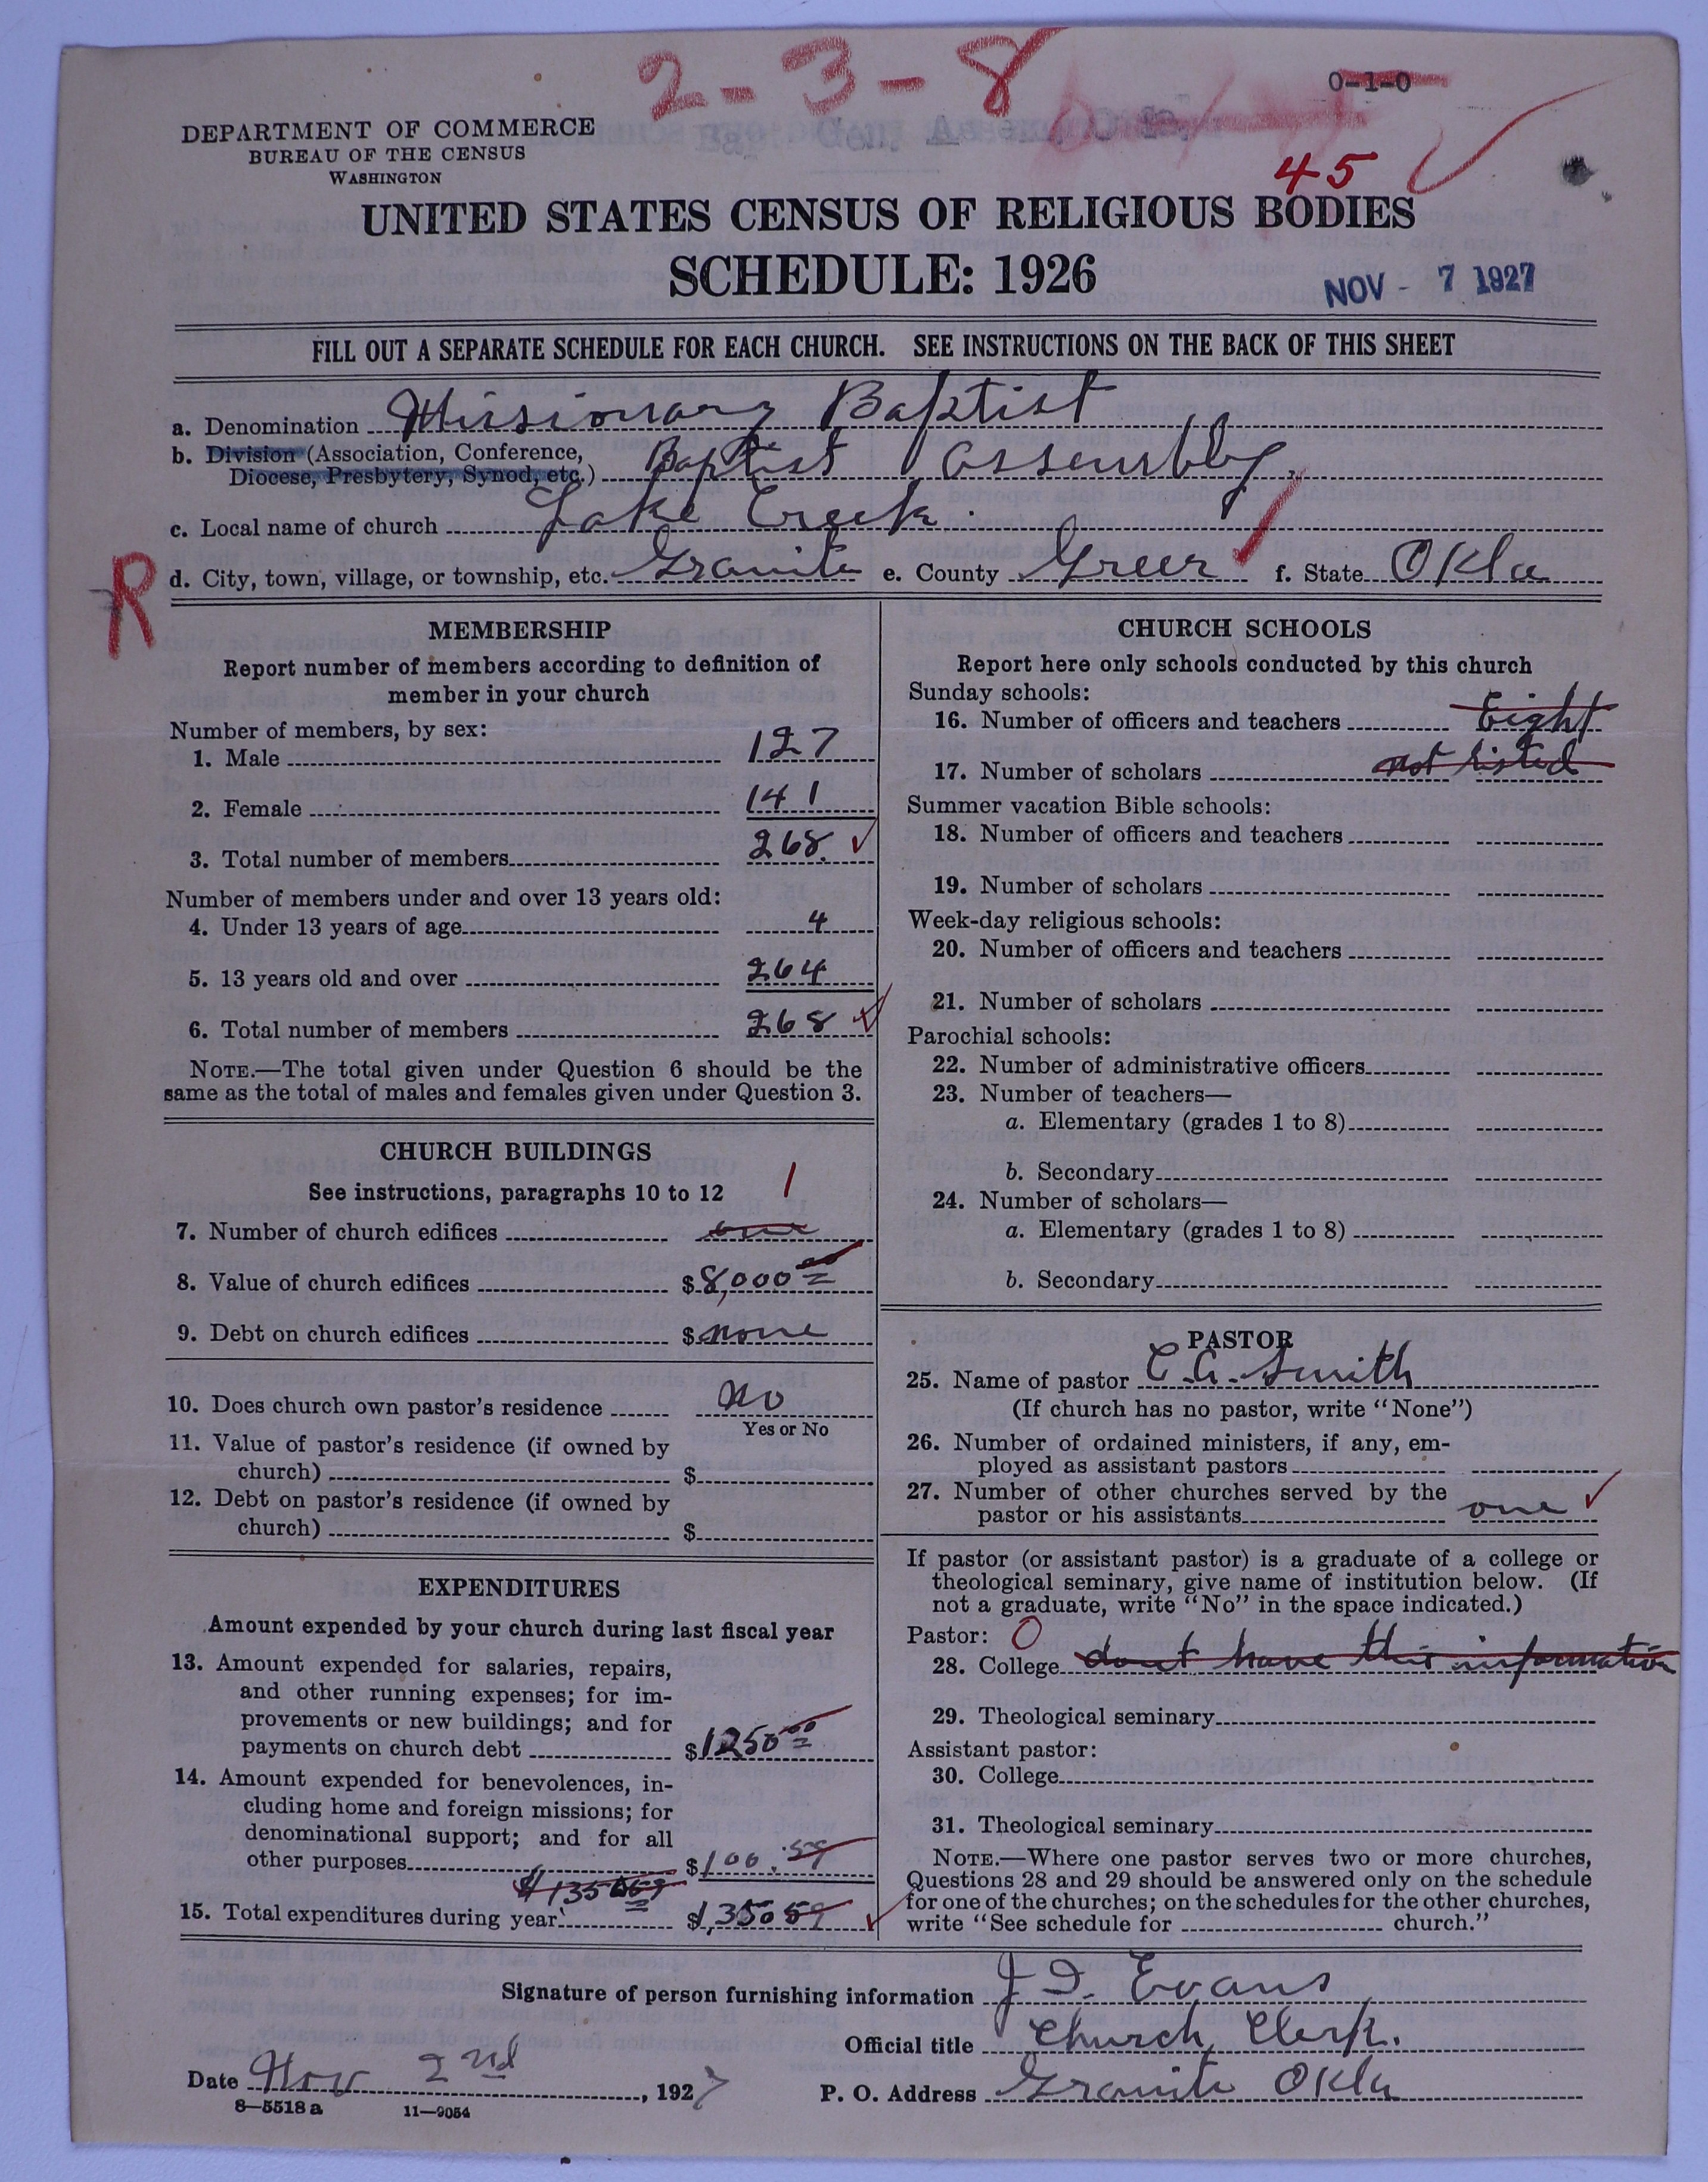 2-3-8
0-1-0
DEPARTMENT OF COMMERCE
BUREAU OF THE CENSUS
WASHINGTON
45
UNITED STATES CENSUS OF RELIGIOUS BODIES
SCHEDULE: 1926
NOV - 7 1927
FILL OUT A SEPARATE SCHEDULE FOR EACH CHURCH. SEE INSTRUCTIONS ON THE BACK OF THIS SHEET
a. Denomination Missionary Baptist
b. Division (Association, Conference, Diocese, Presbytery, Synod, etc.) Baptist Assembly
c. Local name of church Lake Creek
R
d. City, town, village, or township, etc. Granite e. County Greer f. State Okla
MEMBERSHIP
Report number of members according to definition of
member in your church
Number of members, by sex:
1. Male 127
2. Female 141
3. Total number of members 268
Number of members under and over 13 years old:
4. Under 13 years of age 4
5. 13 years old and over 264
6. Total number of members 268
NOTE.—The total given under Question 6 should be the
same as the total of males and females given under Question 3.
CHURCH BUILDINGS
See instructions, paragraphs 10 to 12 1
7. Number of church edifices one
8. Value of church edifices $8,000 00
9. Debt on church edifices $ none
10. Does church own pastor's residence No
Yes or No
11. Value of pastor's residence (if owned by
church) $
12. Debt on pastor's residence (if owned by
church) $
EXPENDITURES
Amount expended by your church during last fiscal year
13. Amount expended for salaries, repairs,
and other running expenses; for im-
provements or new buildings; and for
payments on church debt $1250 00
14. Amount expended for benevolences, in-
cluding home and foreign missions; for
denominational support; and for all
other purposes $100.59
15. Total expenditures during year $1,350 59
CHURCH SCHOOLS
Report here only schools conducted by this church
Sunday schools:
16. Number of officers and teachers Eight
17. Number of scholars not listed
Summer vacation Bible schools:
18. Number of officers and teachers
19. Number of scholars
Week-day religious schools:
20. Number of officers and teachers
21. Number of scholars
Parochial schools:
22. Number of administrative officers
23. Number of teachers—
a. Elementary (grades 1 to 8)
b. Secondary
24. Number of scholars—
a. Elementary (grades 1 to 8)
b. Secondary
PASTOR
25. Name of pastor C. A. Smith
(If church has no pastor, write "None")
26. Number of ordained ministers, if any, em-
ployed as assistant pastors
27. Number of other churches served by the
pastor or his assistants one
If pastor (or assistant pastor) is a graduate of a college or
theological seminary, give name of institution below. (If
not a graduate, write "No" in the space indicated.)
Pastor: 0
28. College dont have this information
29. Theological seminary
Assistant pastor:
30. College
31. Theological seminary
NOTE.—Where one pastor serves two or more churches,
Questions 28 and 29 should be answered only on the schedule
for one of the churches; on the schedules for the other churches,
write "See schedule for church."
Signature of person furnishing information J. I. Evans
Official title Church Clerk.
Date Nov 2nd, 1927 P. O. Address Granite Okla
8—5518a 11—9054